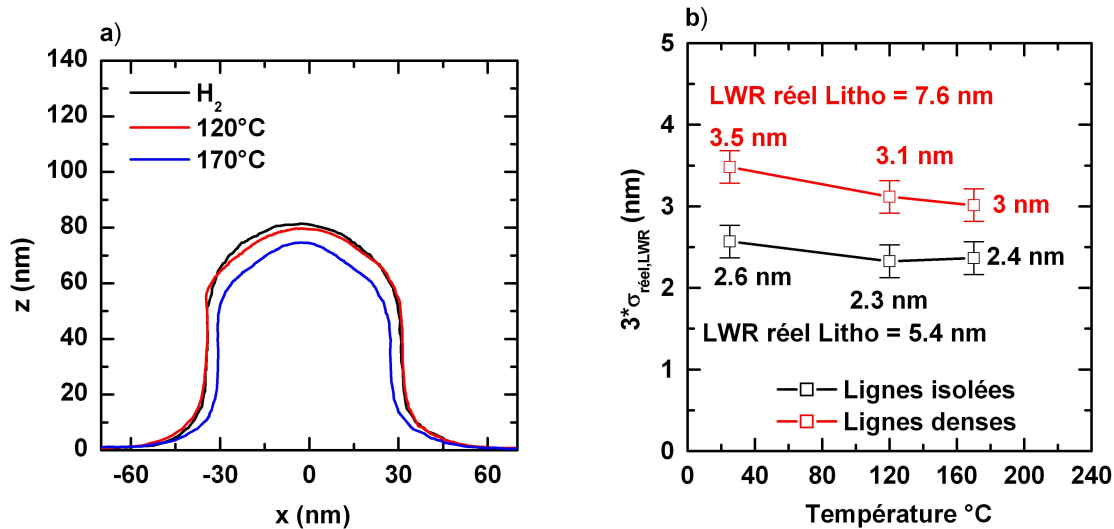 a)
140
120
100
80
60
40
20
0
z (nm)
H₂
120°C
170°C
-60 -30 0 30 60
x (nm)
b)
5
4
3
2
1
0
3*σréel,LWR (nm)
LWR réel Litho = 7.6 nm
3.5 nm
3.1 nm
3 nm
2.6 nm
2.3 nm
2.4 nm
LWR réel Litho = 5.4 nm
Lignes isolées
Lignes denses
0 40 80 120 160 200 240
Température °C